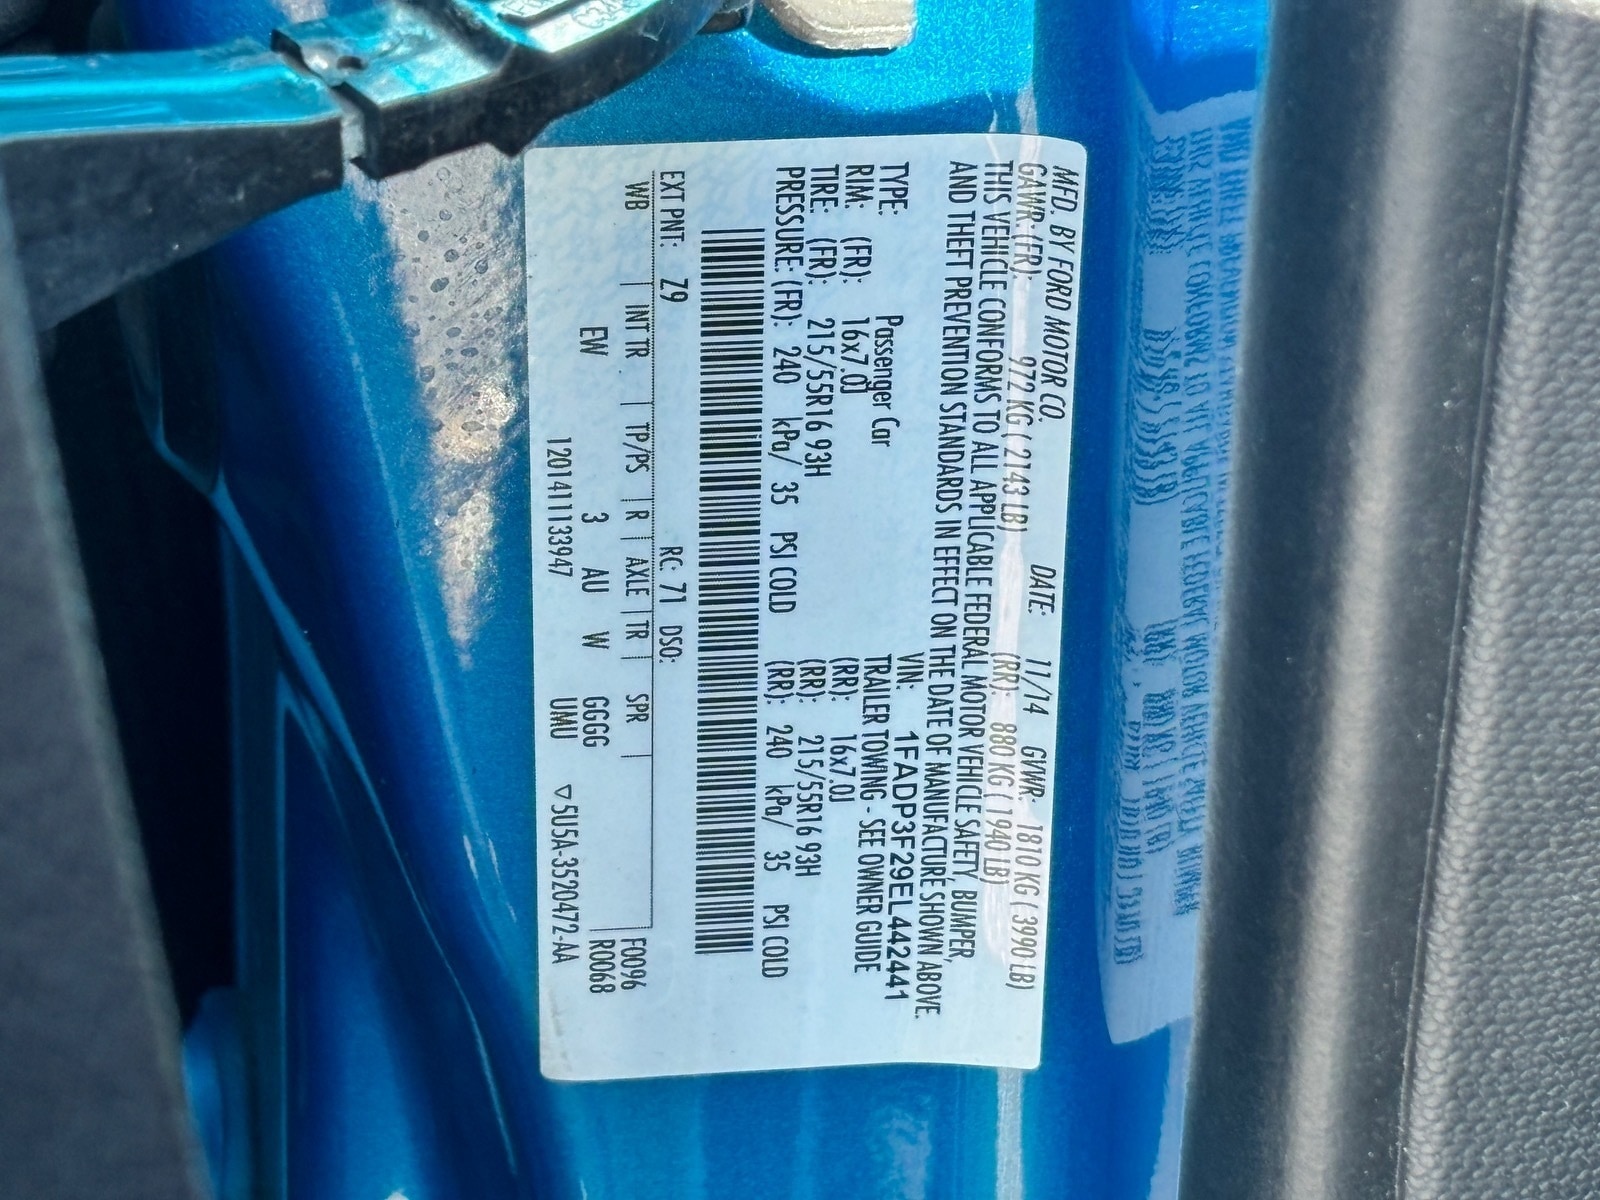 MFD. BY FORD MOTOR CO.
DATE: 11/14 GVWR: 1810 KG ( 3990 LB)
GAWR (FR): 972 KG ( 2143 LB) (RR): 880 KG ( 1940 LB)
THIS VEHICLE CONFORMS TO ALL APPLICABLE FEDERAL MOTOR VEHICLE SAFETY, BUMPER,
AND THEFT PREVENTION STANDARDS IN EFFECT ON THE DATE OF MANUFACTURE SHOWN ABOVE.
VIN: 1FADP3F29EL442441
TYPE: Passenger Car TRAILER TOWING - SEE OWNER GUIDE
RIM: (FR): 16x7.0J (RR): 16x7.0J
TIRE: (FR): 215/55R16 93H (RR): 215/55R16 93H
PRESSURE: (FR): 240 kPa/ 35 PSI COLD (RR): 240 kPa/ 35 PSI COLD
EXT PNT: Z9 RC: 71 DSO:
WB | INT TR | TP/PS | R | AXLE | TR | SPR | F0096
EW 3 AU W GGGG R0068
120141113394​7 UMU ▽5U5A-3520472-AA